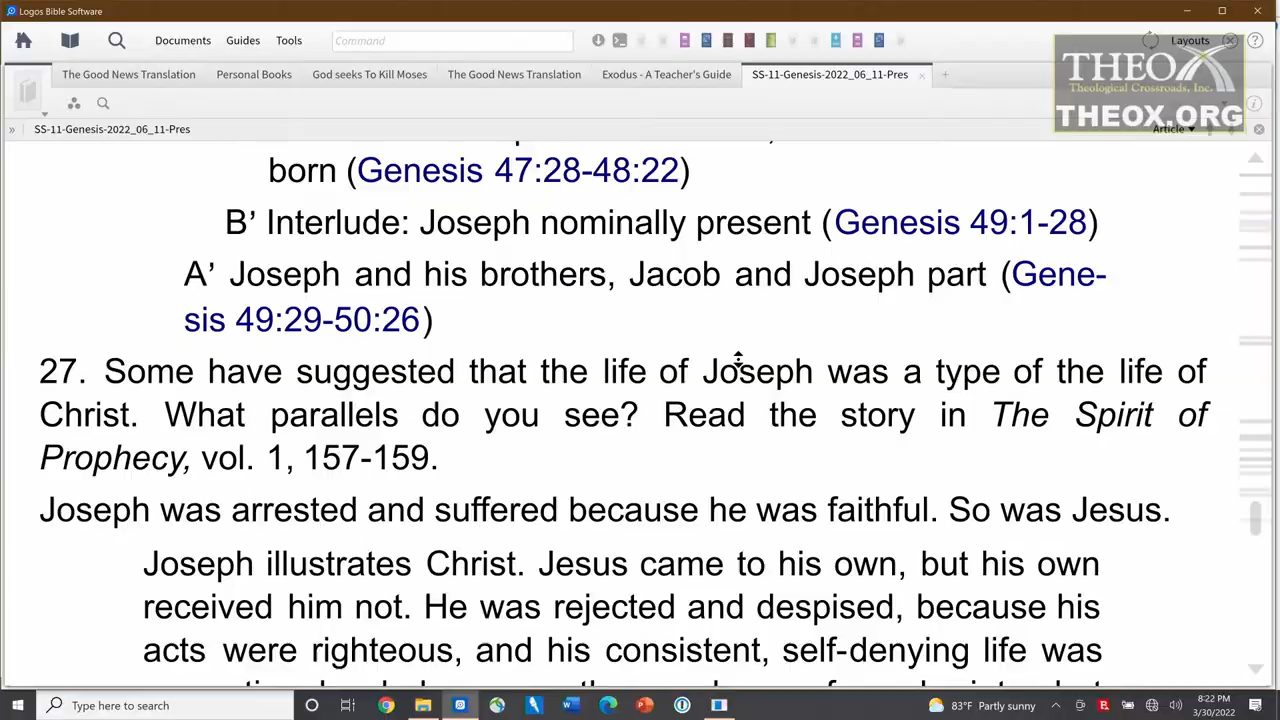 Logos Bible Software
Documents Guides Tools Command Layouts
The Good News Translation Personal Books God seeks To Kill Moses The Good News Translation Exodus - A Teacher's Guide SS-11-Genesis-2022_06_11-Pres
THEOX
Theological Crossroads, Inc.
THEOX.ORG
SS-11-Genesis-2022_06_11-Pres Article
born (Genesis 47:28-48:22)
B’ Interlude: Joseph nominally present (Genesis 49:1-28)
A’ Joseph and his brothers, Jacob and Joseph part (Gene-
sis 49:29-50:26)
27. Some have suggested that the life of Joseph was a type of the life of
Christ. What parallels do you see? Read the story in The Spirit of
Prophecy, vol. 1, 157-159.
Joseph was arrested and suffered because he was faithful. So was Jesus.
Joseph illustrates Christ. Jesus came to his own, but his own
received him not. He was rejected and despised, because his
acts were righteous, and his consistent, self-denying life was
Type here to search
83°F Partly sunny
8:22 PM
3/30/2022